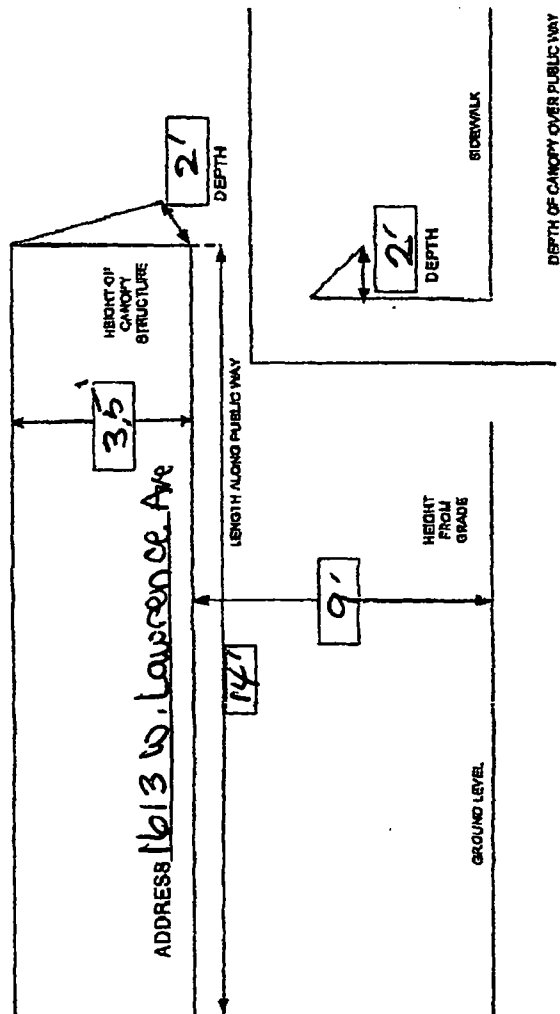 ADDRESS 1613 W. Lawrence Ave
3,5'
HEIGHT OF
CANOPY
STRUCTURE
2'
DEPTH
14'
LENGTH ALONG PUBLIC WAY
9'
HEIGHT
FROM
GRADE
GROUND LEVEL
2'
DEPTH
SIDEWALK
DEPTH OF CANOPY OVER PUBLIC WAY